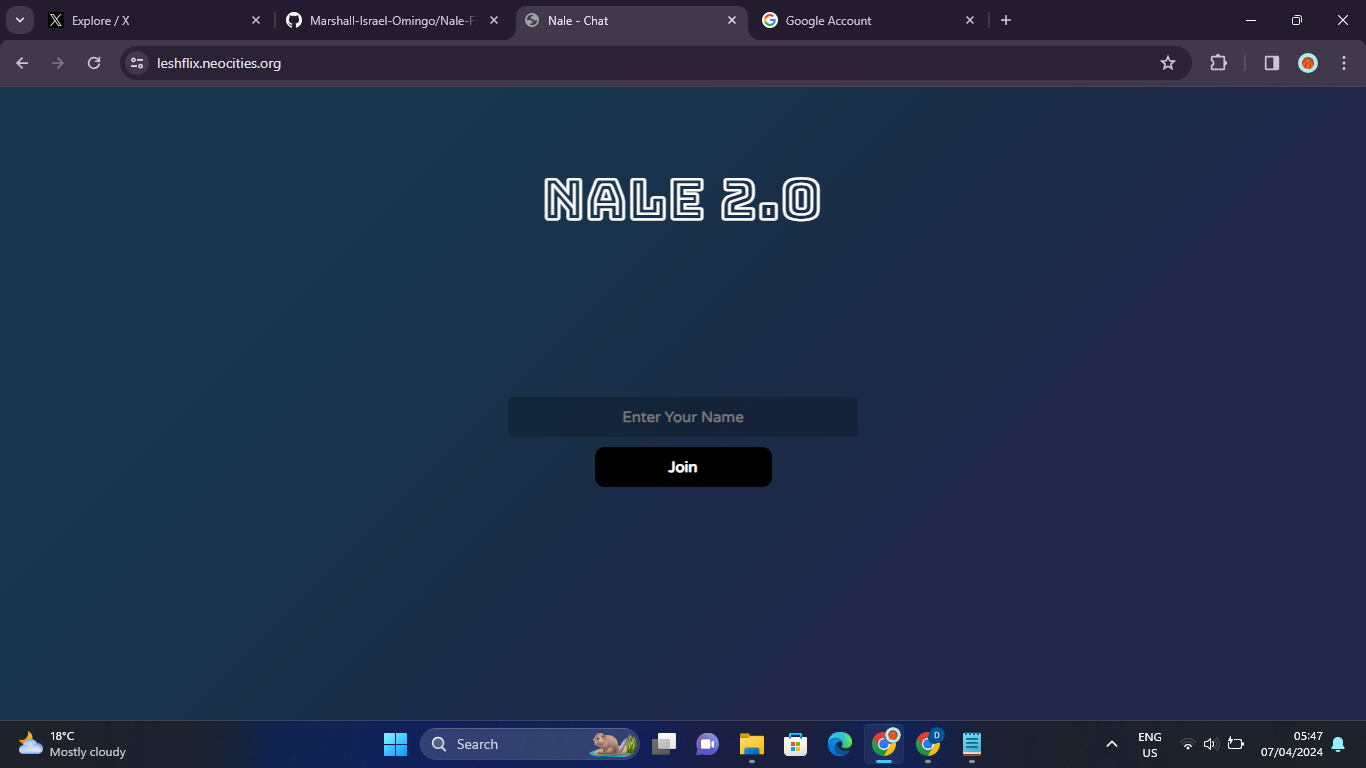 Explore / X
Marshall-Israel-Omingo/Nale-F
Nale - Chat
Google Account
leshflix.neocities.org
NALE 2.0
Enter Your Name
Join
18°C
Mostly cloudy
Search
D
ENG
US
05:47
07/04/2024